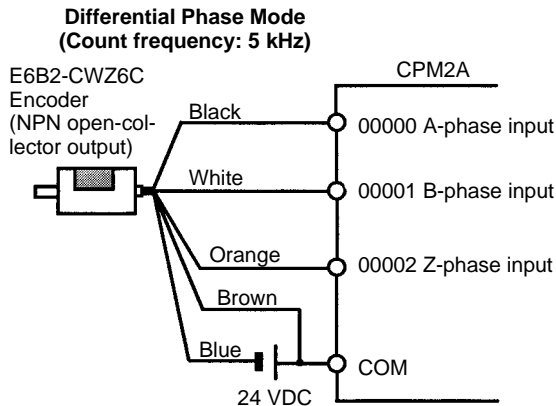 Differential Phase Mode
(Count frequency: 5 kHz)
E6B2-CWZ6C
Encoder
(NPN open-col-
lector output)
CPM2A
Black
00000 A-phase input
White
00001 B-phase input
Orange
00002 Z-phase input
Brown
Blue
COM
24 VDC